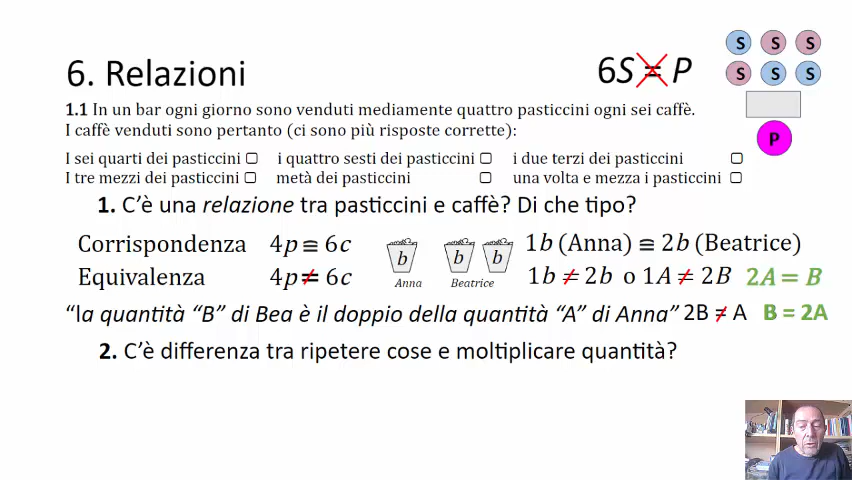 6. Relazioni
6S = P
S S S
S S S
P
1.1 In un bar ogni giorno sono venduti mediamente quattro pasticcini ogni sei caffè.
I caffè venduti sono pertanto (ci sono più risposte corrette):
I sei quarti dei pasticcini ▢ i quattro sesti dei pasticcini ▢ i due terzi dei pasticcini ▢
I tre mezzi dei pasticcini ▢ metà dei pasticcini ▢ una volta e mezza i pasticcini ▢
1. C'è una relazione tra pasticcini e caffè? Di che tipo?
Corrispondenza 4p ≘ 6c b b b 1b (Anna) ≘ 2b (Beatrice)
Equivalenza 4p ≠ 6c Anna Beatrice 1b ≠ 2b o 1A ≠ 2B 2A = B
"la quantità "B" di Bea è il doppio della quantità "A" di Anna" 2B ≠ A B = 2A
2. C'è differenza tra ripetere cose e moltiplicare quantità?